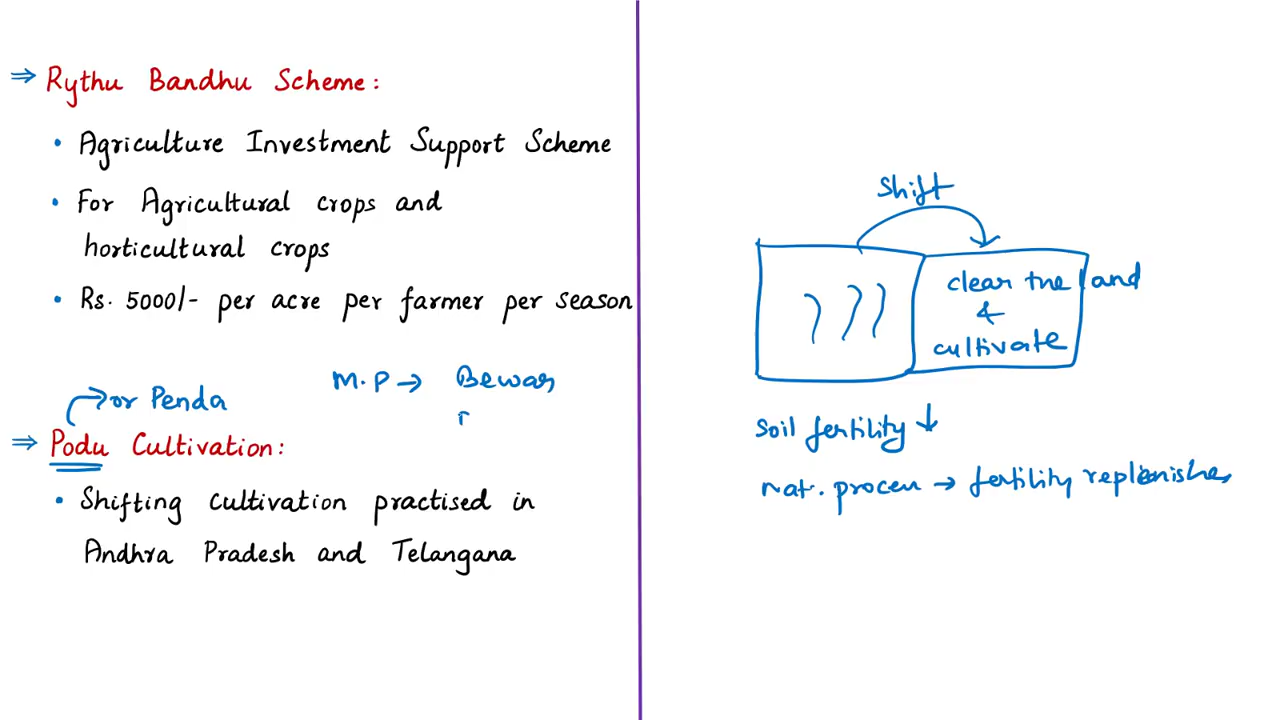 ⇒ Rythu Bandhu Scheme:
• Agriculture Investment Support Scheme
• For Agricultural crops and
horticultural crops
• Rs. 5000/- per acre per farmer per season
→ or Penda
M.P → Bewar
⇒ Podu Cultivation:
• Shifting cultivation practised in
Andhra Pradesh and Telangana
Shift
clear the land
&
cultivate
Soil fertility ↓
Nat. process → fertility replenishes